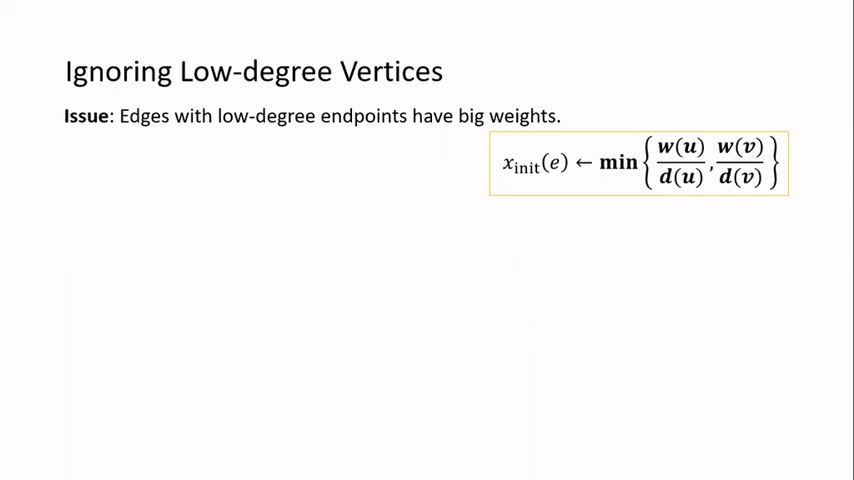 Ignoring Low-degree Vertices
Issue: Edges with low-degree endpoints have big weights.
x_init(e) ← min { w(u)/d(u), w(v)/d(v) }